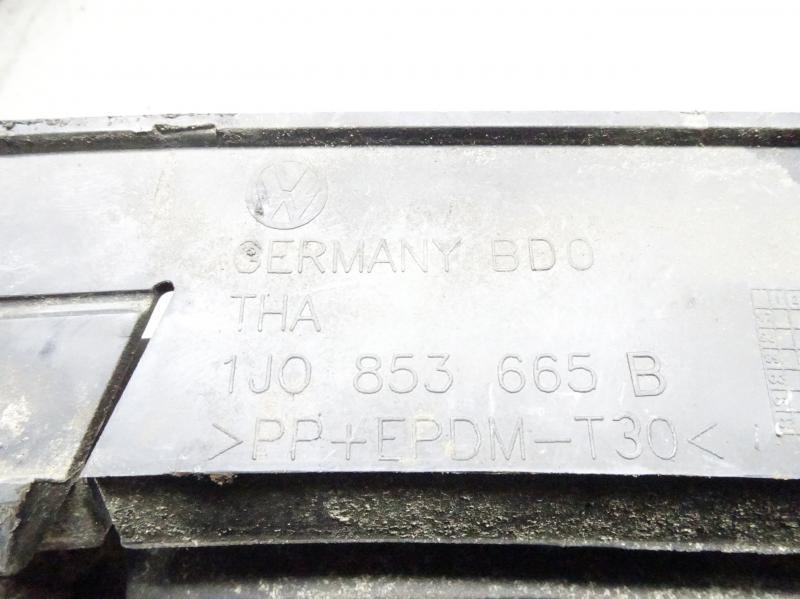 GERMANY BDO
THA
1J0 853 665 B
>PP+EPDM-T30<